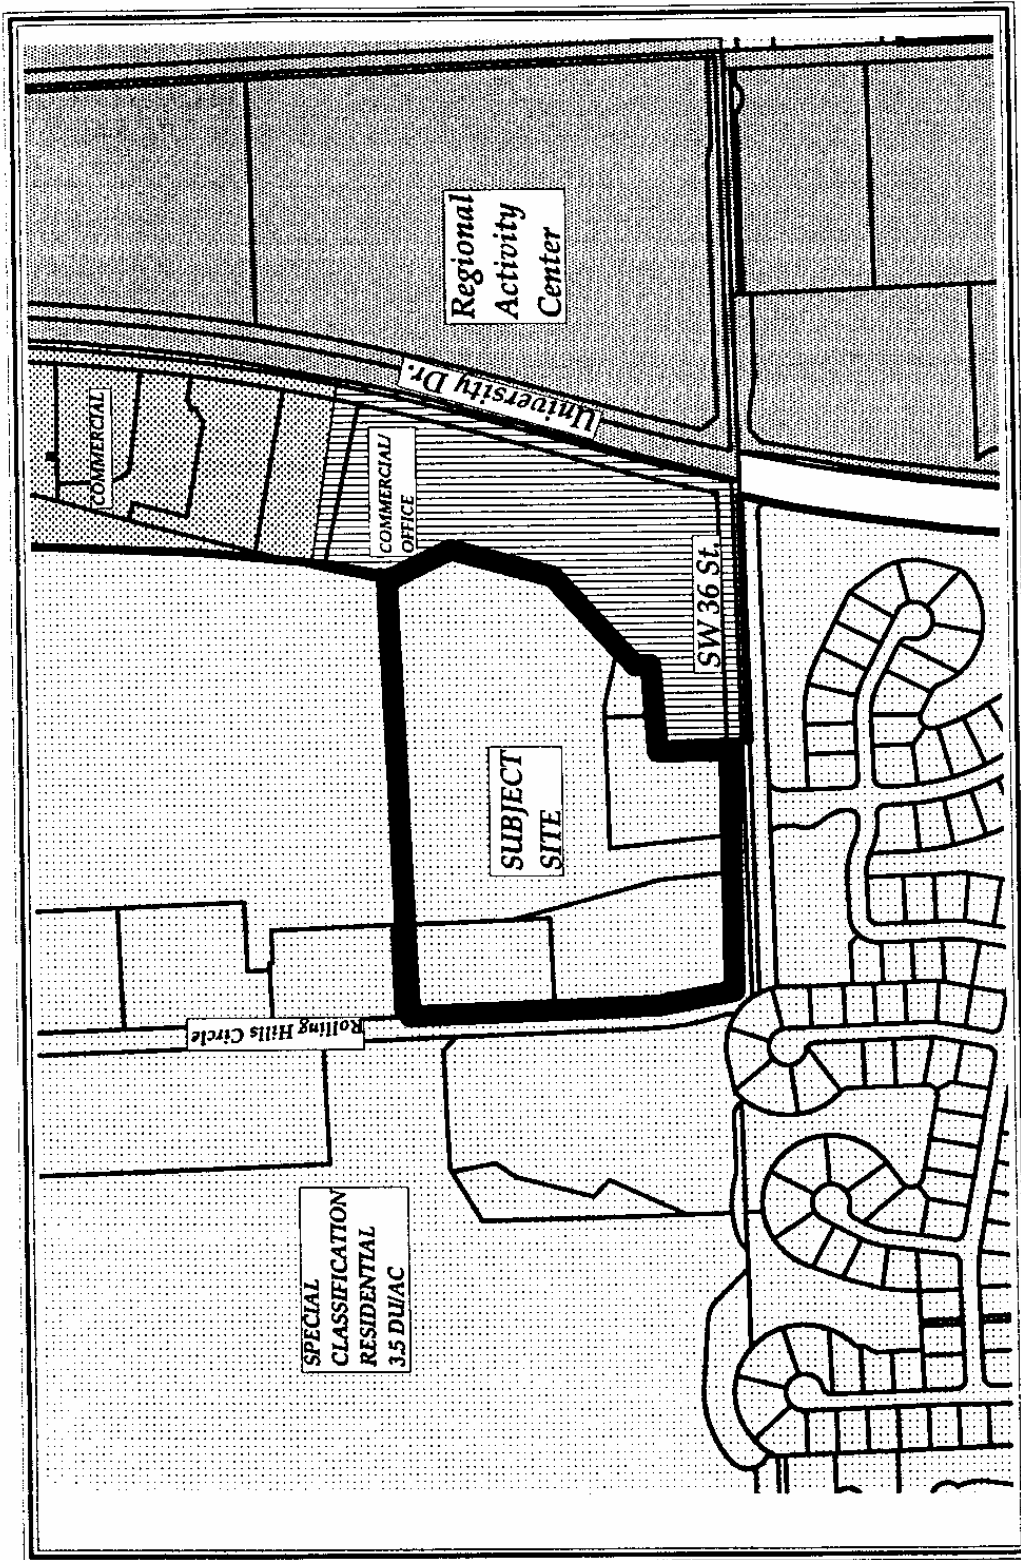 Regional
Activity
Center
University Dr.
COMMERCIAL
COMMERCIAL/
OFFICE
SW 36 St.
SUBJECT
SITE
Rolling Hills Circle
SPECIAL
CLASSIFICATION
RESIDENTIAL
3.5 DU/AC